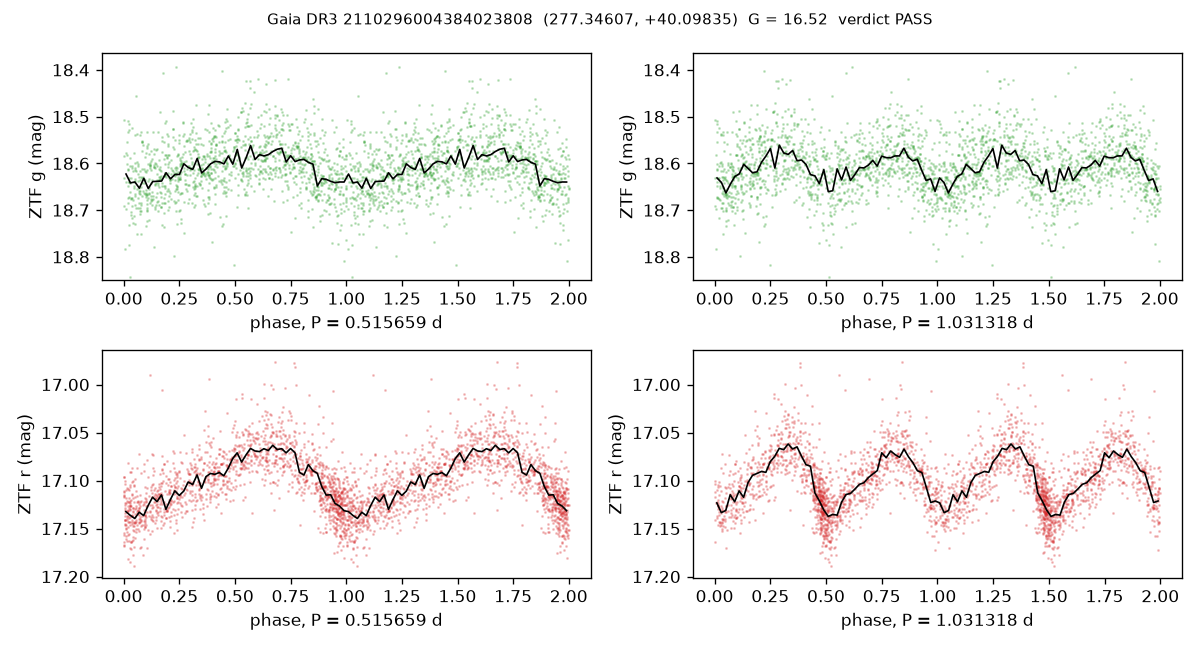 Gaia DR3 2110296004384023808 (277.34607, +40.09835) G = 16.52 verdict PASS
ZTF g (mag)
18.4
18.5
18.6
18.7
18.8
0.00 0.25 0.50 0.75 1.00 1.25 1.50 1.75 2.00
phase, P = 0.515659 d
ZTF g (mag)
18.4
18.5
18.6
18.7
18.8
0.00 0.25 0.50 0.75 1.00 1.25 1.50 1.75 2.00
phase, P = 1.031318 d
ZTF r (mag)
17.00
17.05
17.10
17.15
17.20
0.00 0.25 0.50 0.75 1.00 1.25 1.50 1.75 2.00
phase, P = 0.515659 d
ZTF r (mag)
17.00
17.05
17.10
17.15
17.20
0.00 0.25 0.50 0.75 1.00 1.25 1.50 1.75 2.00
phase, P = 1.031318 d